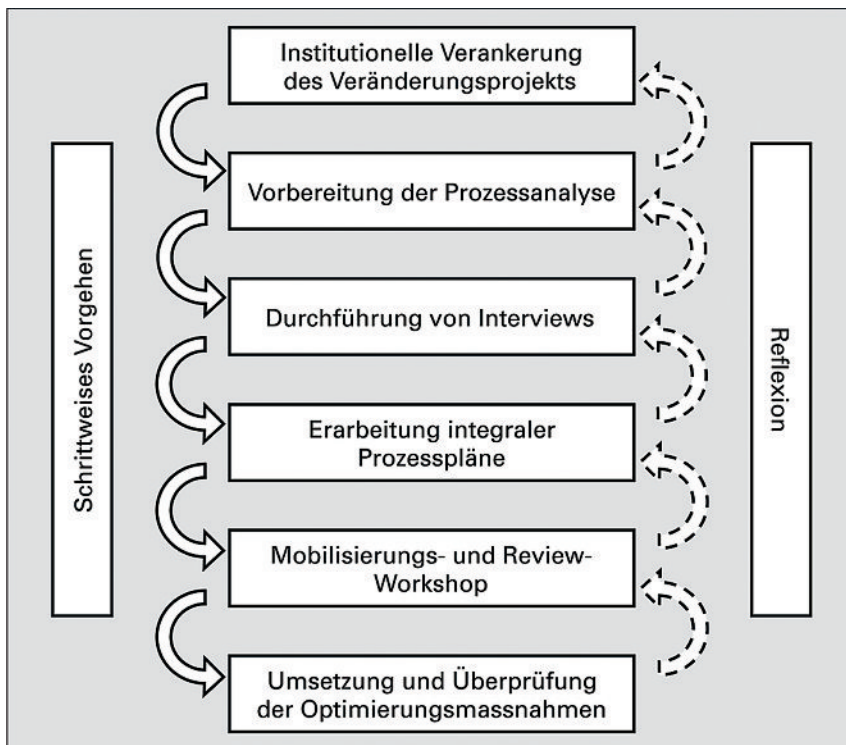 Institutionelle Verankerung
des Veränderungsprojekts
Vorbereitung der Prozessanalyse
Durchführung von Interviews
Erarbeitung integraler
Prozesspläne
Mobilisierungs- und Review-
Workshop
Umsetzung und Überprüfung
der Optimierungsmassnahmen
Schrittweises Vorgehen
Reflexion